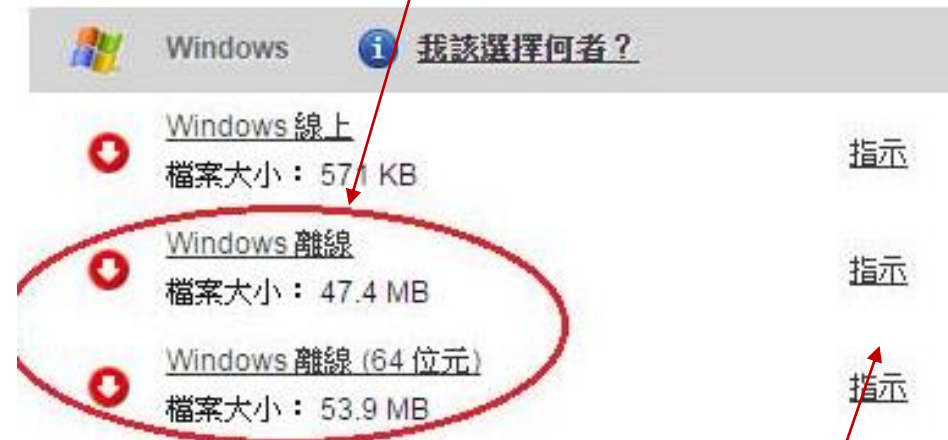 Windows 我該選擇何者？
Windows 線上 指示
檔案大小： 571 KB
Windows 離線 指示
檔案大小： 47.4 MB
Windows 離線 (64 位元) 指示
檔案大小： 53.9 MB